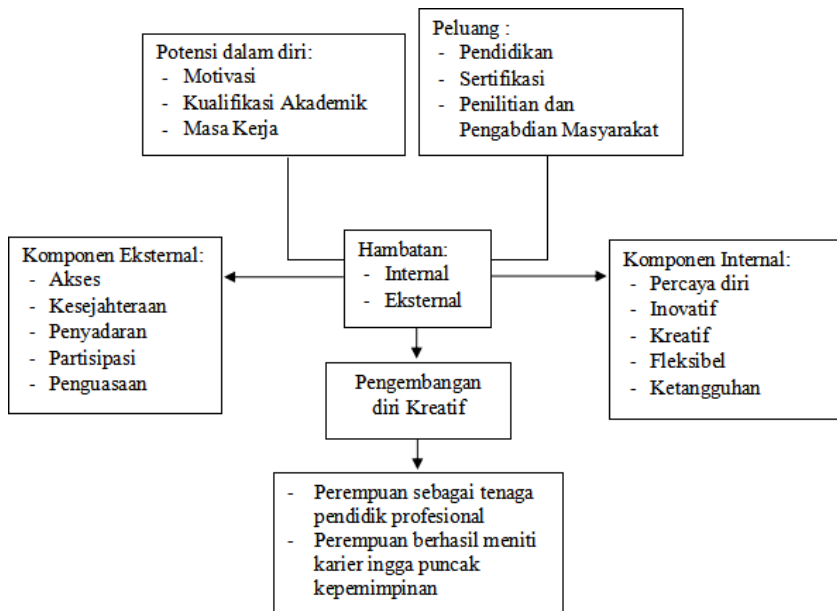 Potensi dalam diri:
- Motivasi
- Kualifikasi Akademik
- Masa Kerja
Peluang :
- Pendidikan
- Sertifikasi
- Penilitian dan
Pengabdian Masyarakat
Komponen Eksternal:
- Akses
- Kesejahteraan
- Penyadaran
- Partisipasi
- Penguasaan
Hambatan:
- Internal
- Eksternal
Komponen Internal:
- Percaya diri
- Inovatif
- Kreatif
- Fleksibel
- Ketangguhan
Pengembangan
diri Kreatif
- Perempuan sebagai tenaga
pendidik profesional
- Perempuan berhasil meniti
karier ingga puncak
kepemimpinan